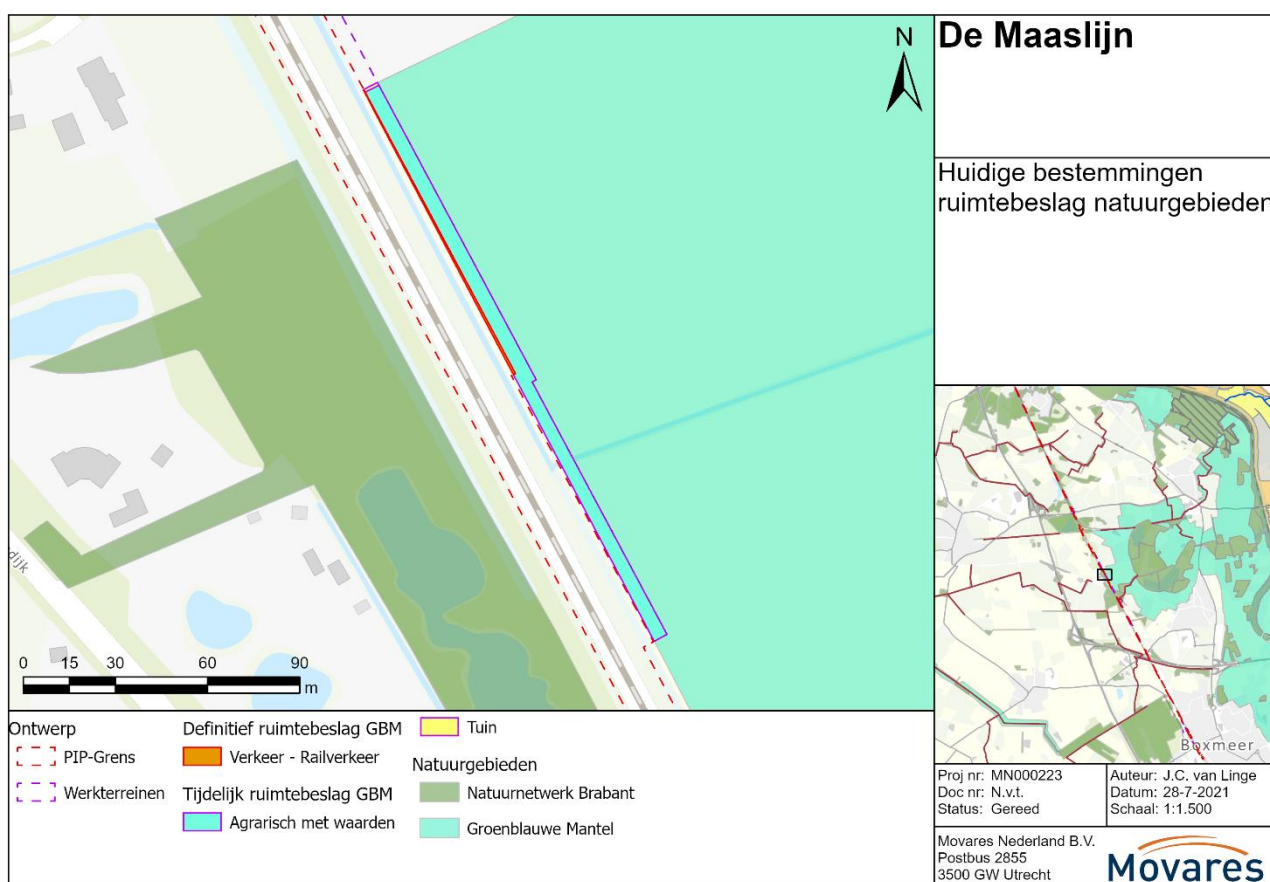 De Maaslijn
Huidige bestemmingen
ruimtebeslag natuurgebieden
N
dijk
0 15 30 60 90
m
Ontwerp
PIP-Grens
Werkterreinen
Definitief ruimtebeslag GBM
Verkeer - Railverkeer
Tijdelijk ruimtebeslag GBM
Agrarisch met waarden
Tuin
Natuurgebieden
Natuurnetwerk Brabant
Groenblauwe Mantel
Boxmeer
Proj nr: MN000223
Doc nr: N.v.t.
Status: Gereed
Auteur: J.C. van Linge
Datum: 28-7-2021
Schaal: 1:1.500
Movares Nederland B.V.
Postbus 2855
3500 GW Utrecht
Movares